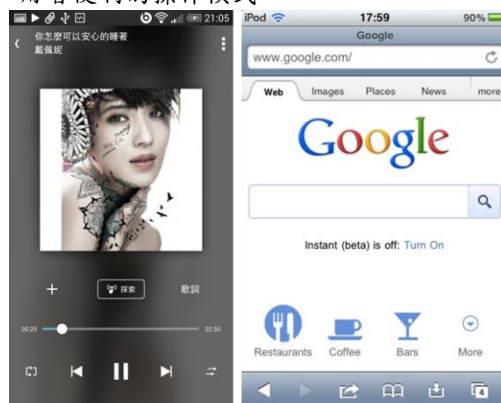 21:05
你怎麼可以安心的睡著
戴佩妮
探索
歌詞
00:20
02:50
iPod
17:59
90%
Google
www.google.com/
Web
Images
Places
News
more
Google
Instant (beta) is off: Turn On
Restaurants
Coffee
Bars
More
4